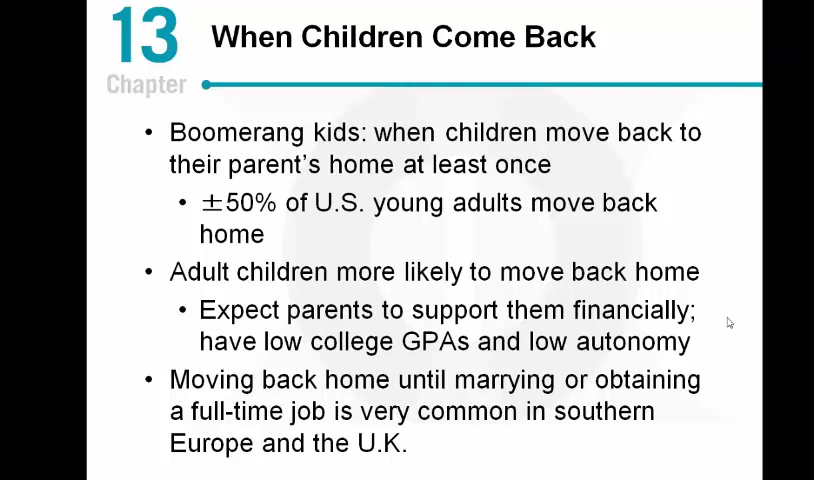 13
Chapter
When Children Come Back
• Boomerang kids: when children move back to
their parent's home at least once
• ±50% of U.S. young adults move back
home
• Adult children more likely to move back home
• Expect parents to support them financially;
have low college GPAs and low autonomy
• Moving back home until marrying or obtaining
a full-time job is very common in southern
Europe and the U.K.